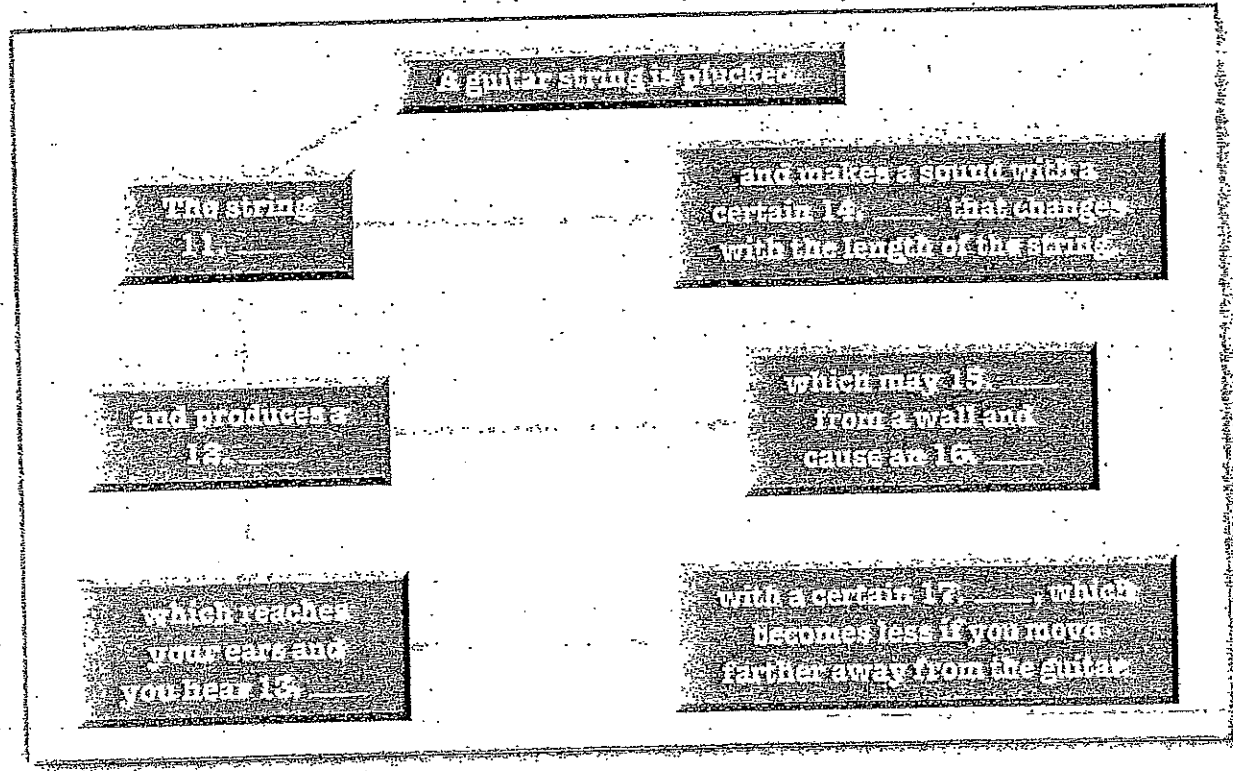 A guitar string is plucked.
The string
11. ____
and makes a sound with a
certain 14. ____ that changes
with the length of the string.
and produces a
12. ____
which may 15. ____
from a wall and
cause an 16. ____
which reaches
your ears and
you hear 13. ____
with a certain 17. ____, which
becomes less if you move
farther away from the guitar.